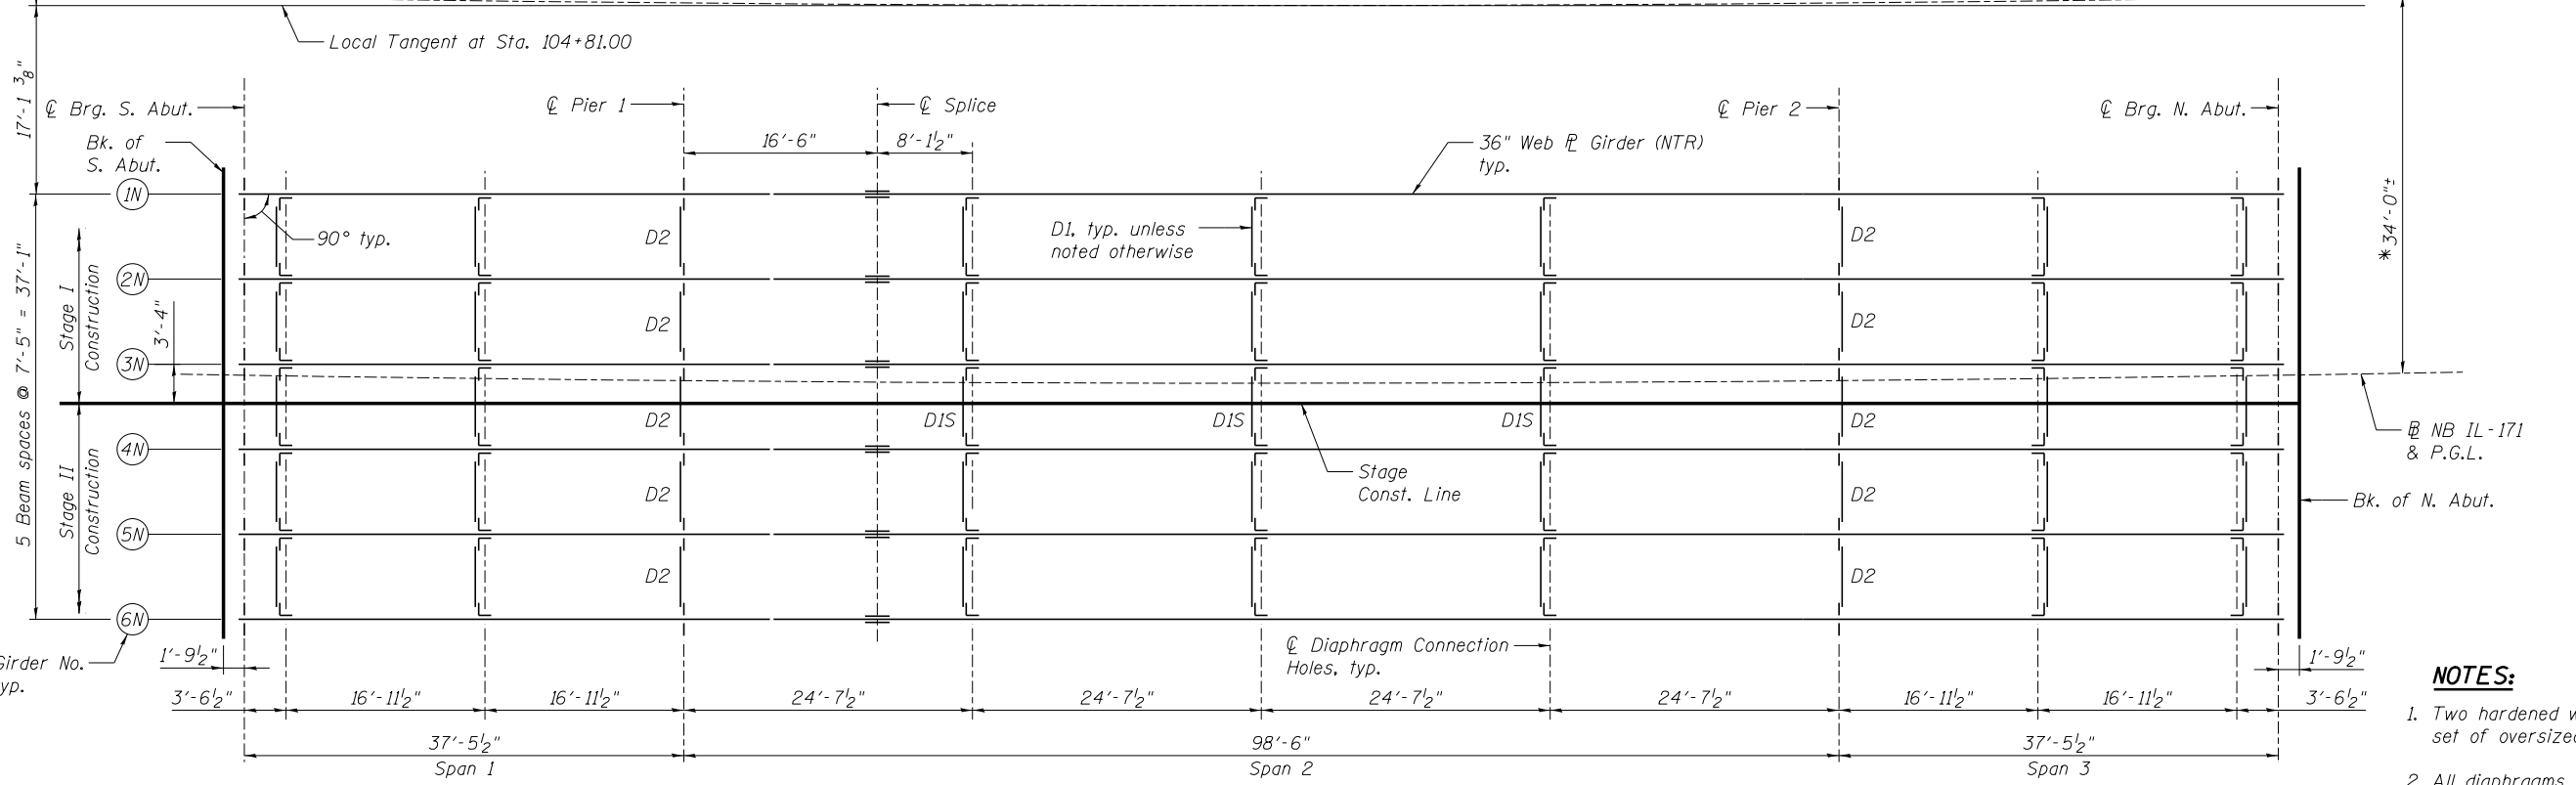 Local Tangent at Sta. 104+81.00
17'-1 3/8"
℄ Brg. S. Abut.
℄ Pier 1
℄ Splice
℄ Pier 2
℄ Brg. N. Abut.
Bk. of
S. Abut.
16'-6"
8'-1½"
36" Web ⅊ Girder (NTR)
typ.
*34'-0"±
1N
2N
3N
4N
5N
6N
90° typ.
D2
D1, typ. unless
noted otherwise
D2
5 Beam spaces @ 7'-5" = 37'-1"
Stage I
Construction
3'-4"
D2
D2
D2
D1S
D1S
D1S
D2
Stage II
Construction
Stage
Const. Line
℔ NB IL-171
& P.G.L.
D2
D2
Bk. of N. Abut.
D2
D2
Girder No.
yp.
℄ Diaphragm Connection
Holes, typ.
1'-9½"
1'-9½"
3'-6½"
16'-11½"
16'-11½"
24'-7½"
24'-7½"
24'-7½"
24'-7½"
16'-11½"
16'-11½"
3'-6½"
37'-5½"
98'-6"
37'-5½"
Span 1
Span 2
Span 3
NOTES:
1. Two hardened w
set of oversized
2. All diaphragms